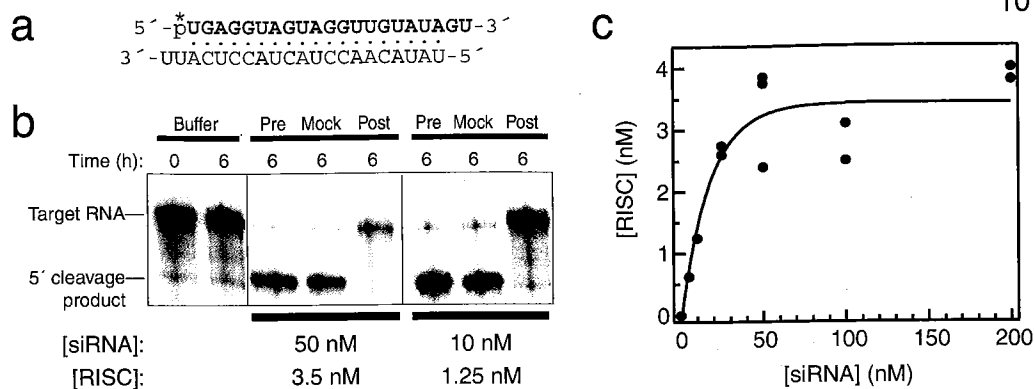 a
5´-p*UGAGGUAGUAGGUUGUAUAGU-3´
3´-UUACUCCAUCAUCCAACAUAU-5´
b
Buffer Pre Mock Post Pre Mock Post
Time (h): 0 6 6 6 6 6 6 6
Target RNA
5´ cleavage
product
[siRNA]: 50 nM 10 nM
[RISC]: 3.5 nM 1.25 nM
10
c
4
3
2
1
0
[RISC] (nM)
0 50 100 150 200
[siRNA] (nM)